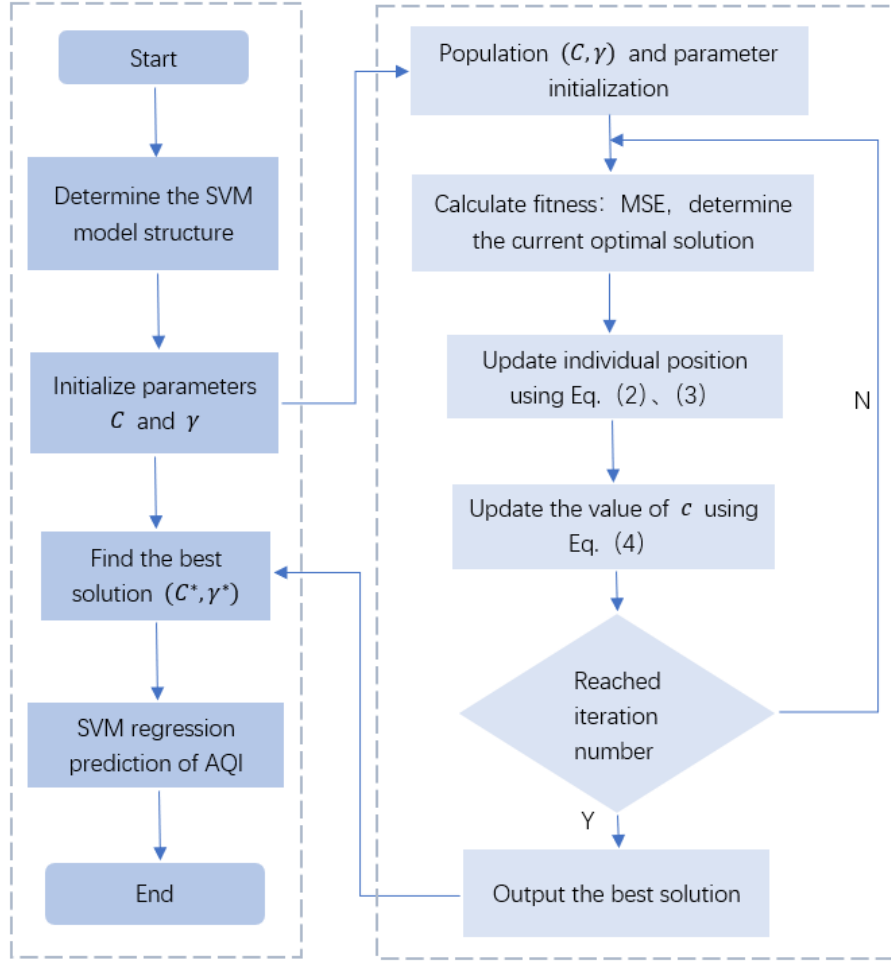 Start
Determine the SVM
model structure
Initialize parameters
C and γ
Find the best
solution (C*,γ*)
SVM regression
prediction of AQI
End
Population (C,γ) and parameter
initialization
Calculate fitness: MSE, determine
the current optimal solution
Update individual position
using Eq. (2)、(3)
Update the value of c using
Eq. (4)
Reached
iteration
number
N
Y
Output the best solution